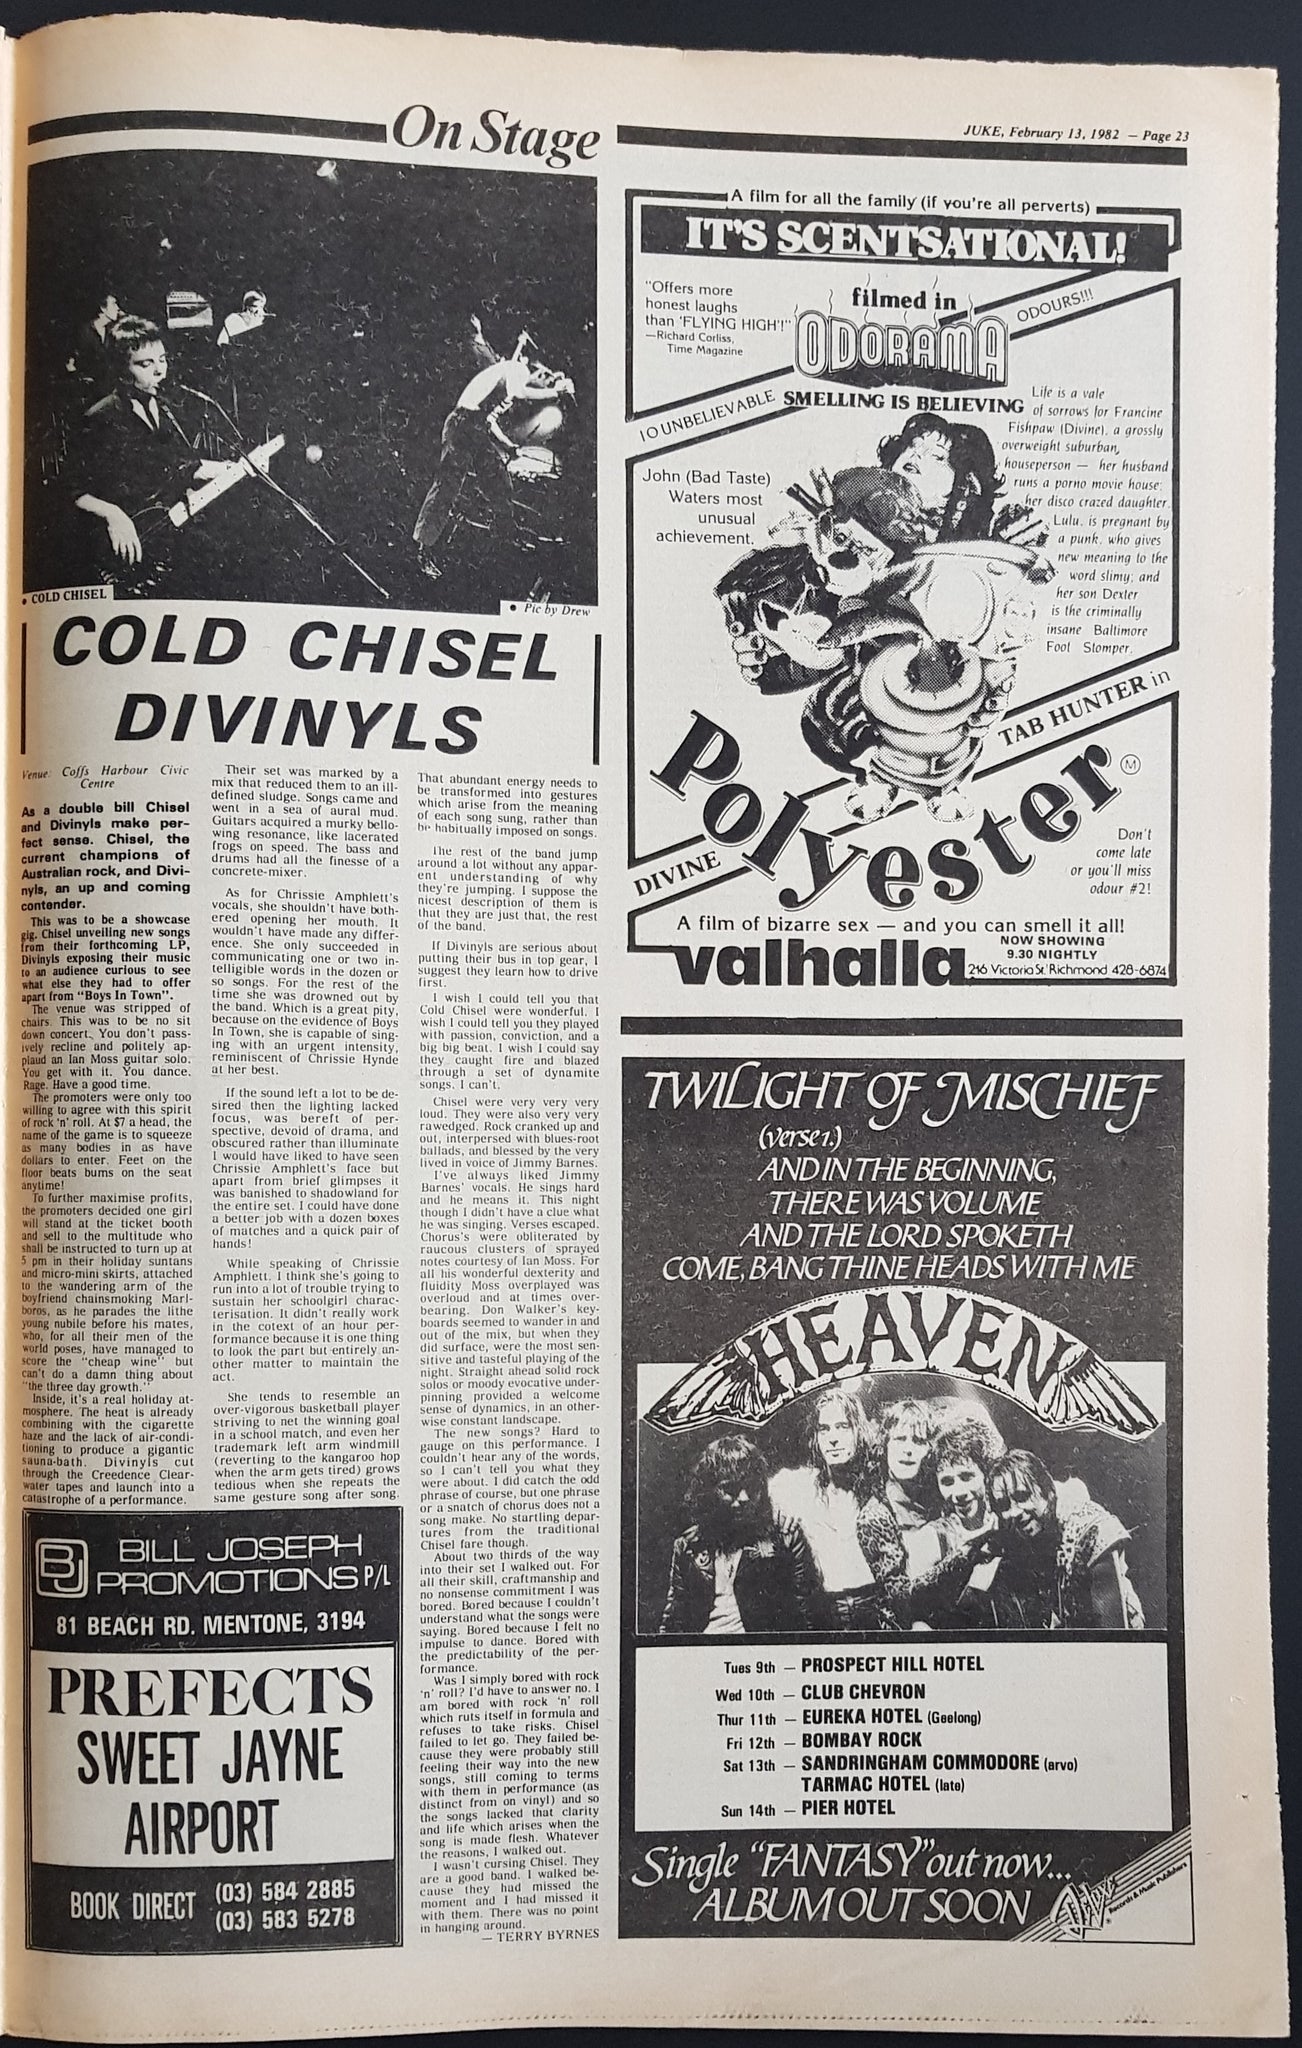 On Stage
JUKE, February 13, 1982 — Page 23
• COLD CHISEL
• Pic by Drew
COLD CHISEL
DIVINYLS
Venue: Coffs Harbour Civic
Centre
As a double bill Chisel
and Divinyls make per-
fect sense. Chisel, the
current champions of
Australian rock, and Divi-
nyls, an up and coming
contender.
This was to be a showcase
gig. Chisel unveiling new songs
from their forthcoming LP,
Divinyls exposing their music
to an audience curious to see
what else they had to offer
apart from "Boys In Town".
The venue was stripped of
chairs. This was to be no sit
down concert. You don't pass-
ively recline and politely ap-
plaud an Ian Moss guitar solo.
You get with it. You dance.
Rage. Have a good time.
The promoters were only too
willing to agree with this spirit
of rock 'n' roll. At $7 a head, the
name of the game is to squeeze
as many bodies in as have
dollars to enter. Feet on the
floor beats bums on the seat
anytime!
To further maximise profits,
the promoters decided one girl
will stand at the ticket booth
and sell to the multitude who
shall be instructed to turn up at
5 pm in their holiday suntans
and micro-mini skirts, attached
to the wandering arm of the
boyfriend chainsmoking Marl-
boros, as he parades the lithe
young nubile before his mates,
who, for all their men of the
world poses, have managed to
score the "cheap wine" but
can't do a damn thing about
"the three day growth."
Inside, it's a real holiday at-
mosphere. The heat is already
combining with the cigarette
haze and the lack of air-condi-
tioning to produce a gigantic
sauna-bath. Divinyls cut
through the Creedence Clear-
water tapes and launch into a
catastrophe of a performance.
Their set was marked by a
mix that reduced them to an ill-
defined sludge. Songs came and
went in a sea of aural mud.
Guitars acquired a murky bello-
wing resonance, like lacerated
frogs on speed. The bass and
drums had all the finesse of a
concrete-mixer.
As for Chrissie Amphlett's
vocals, she shouldn't have both-
ered opening her mouth. It
wouldn't have made any differ-
ence. She only succeeded in
communicating one or two in-
telligible words in the dozen or
so songs. For the rest of the
time she was drowned out by
the band. Which is a great pity,
because on the evidence of Boys
In Town, she is capable of sing-
ing with an urgent intensity,
reminiscent of Chrissie Hynde
at her best.
If the sound left a lot to be de-
sired then the lighting lacked
focus, was bereft of per-
spective, devoid of drama, and
obscured rather than illuminate
I would have liked to have seen
Chrissie Amphlett's face but
apart from brief glimpses it
was banished to shadowland for
the entire set. I could have done
a better job with a dozen boxes
of matches and a quick pair of
hands!
While speaking of Chrissie
Amphlett. I think she's going to
run into a lot of trouble trying to
sustain her schoolgirl charac-
terisation. It didn't really work
in the cotext of an hour per-
formance because it is one thing
to look the part but entirely an-
other matter to maintain the
act.
She tends to resemble an
over-vigorous basketball player
striving to net the winning goal
in a school match, and even her
trademark left arm windmill
(reverting to the kangaroo hop
when the arm gets tired) grows
tedious when she repeats the
same gesture song after song.
That abundant energy needs to
be transformed into gestures
which arise from the meaning
of each song sung, rather than
be habitually imposed on songs.
The rest of the band jump
around a lot without any appar-
ent understanding of why
they're jumping. I suppose the
nicest description of them is
that they are just that, the rest
of the band.
If Divinyls are serious about
putting their bus in top gear, I
suggest they learn how to drive
first.
I wish I could tell you that
Cold Chisel were wonderful. I
wish I could tell you they played
with passion, conviction, and a
big big beat. I wish I could say
they caught fire and blazed
through a set of dynamite
songs. I can't.
Chisel were very very very
loud. They were also very very
rawedged. Rock cranked up and
out, interpersed with blues-root
ballads, and blessed by the very
lived in voice of Jimmy Barnes.
I've always liked Jimmy
Barnes' vocals. He sings hard
and he means it. This night
though I didn't have a clue what
he was singing. Verses escaped.
Chorus's were obliterated by
raucous clusters of sprayed
notes courtesy of Ian Moss. For
all his wonderful dexterity and
fluidity Moss overplayed was
overloud and at times over-
bearing. Don Walker's key-
boards seemed to wander in and
out of the mix, but when they
did surface, were the most sen-
sitive and tasteful playing of the
night. Straight ahead solid rock
solos or moody evocative under-
pinning provided a welcome
sense of dynamics, in an other-
wise constant landscape.
The new songs? Hard to
gauge on this performance. I
couldn't hear any of the words,
so I can't tell you what they
were about. I did catch the odd
phrase of course, but one phrase
or a snatch of chorus does not a
song make. No startling depar-
tures from the traditional
Chisel fare though.
About two thirds of the way
into their set I walked out. For
all their skill, craftmanship and
no nonsense commitment I was
bored. Bored because I couldn't
understand what the songs were
saying. Bored because I felt no
impulse to dance. Bored with
the predictability of the per-
formance.
Was I simply bored with rock
'n' roll? I'd have to answer no. I
am bored with rock 'n' roll
which ruts itself in formula and
refuses to take risks. Chisel
failed to let go. They failed be-
cause they were probably still
feeling their way into the new
songs, still coming to terms
with them in performance (as
distinct from on vinyl) and so
the songs lacked that clarity
and life which arises when the
song is made flesh. Whatever
the reasons, I walked out.
I wasn't cursing Chisel. They
are a good band. I walked be-
cause they had missed the
moment and I had missed it
with them. There was no point
in hanging around.
— TERRY BYRNES
BJ
BILL JOSEPH
PROMOTIONS P/L
81 BEACH RD. MENTONE, 3194
PREFECTS
SWEET JAYNE
AIRPORT
BOOK DIRECT (03) 584 2885
(03) 583 5278
A film for all the family (if you're all perverts)
IT'S SCENTSATIONAL!
"Offers more
honest laughs
than 'FLYING HIGH'!"
—Richard Corliss,
Time Magazine
filmed in
ODORAMA
10 UNBELIEVABLE
ODOURS!!!
SMELLING IS BELIEVING
John (Bad Taste)
Waters most
unusual
achievement.
Life is a vale
of sorrows for Francine
Fishpaw (Divine), a grossly
overweight suburban,
houseperson — her husband
runs a porno movie house;
her disco crazed daughter,
Lulu, is pregnant by
a punk, who gives
new meaning to the
word slimy; and
her son Dexter
is the criminally
insane Baltimore
Foot Stomper.
DIVINE
TAB HUNTER in
Polyester
M
Don't
come late
or you'll miss
odour #2!
A film of bizarre sex — and you can smell it all!
valhalla
NOW SHOWING
9.30 NIGHTLY
216 Victoria St. Richmond 428-6874
TWILIGHT OF MISCHIEF
(verse 1.)
AND IN THE BEGINNING,
THERE WAS VOLUME
AND THE LORD SPOKETH
COME, BANG THINE HEADS WITH ME
HEAVEN
Tues 9th — PROSPECT HILL HOTEL
Wed 10th — CLUB CHEVRON
Thur 11th — EUREKA HOTEL (Geelong)
Fri 12th — BOMBAY ROCK
Sat 13th — SANDRINGHAM COMMODORE (arvo)
TARMAC HOTEL (late)
Sun 14th — PIER HOTEL
Single "FANTASY" out now...
ALBUM OUT SOON
Records & Music Publishers